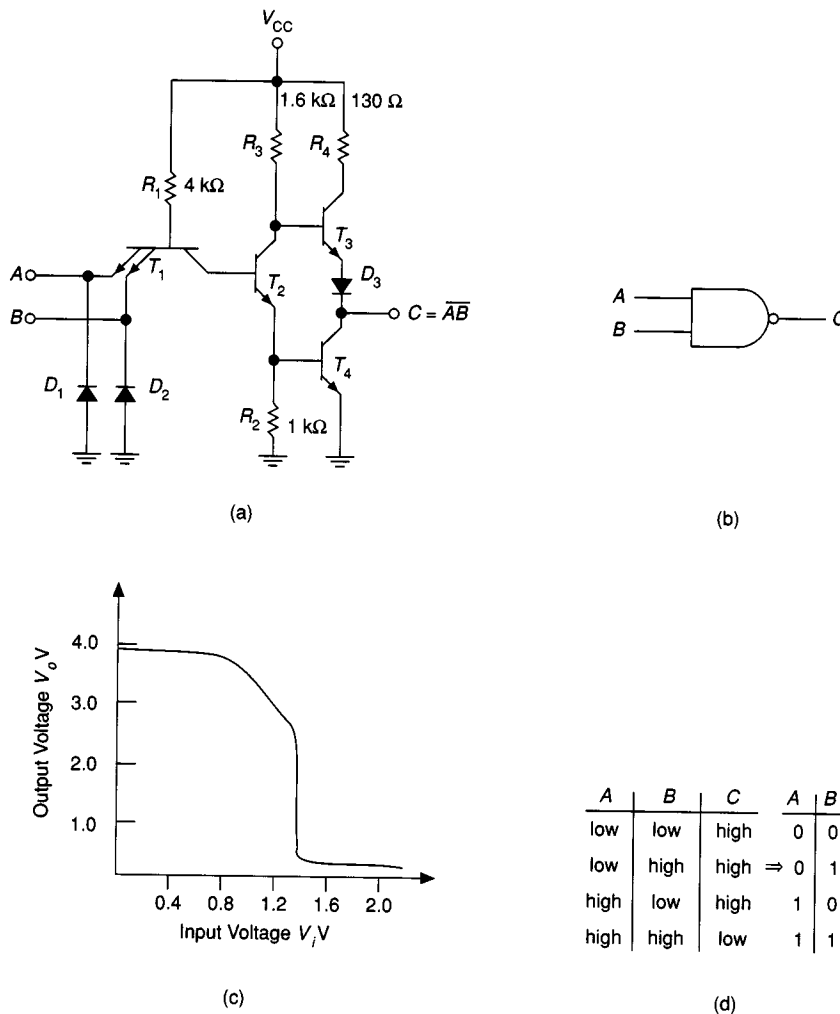 V_CC
1.6 kΩ 130 Ω
R_3 R_4
R_1 4 kΩ
T_3
A T_1
T_2 D_3
B C = \overline{AB}
D_1 D_2
T_4
R_2 1 kΩ
(a)
A
B C
(b)
Output Voltage V_o V
4.0
3.0
2.0
1.0
0.4 0.8 1.2 1.6 2.0
Input Voltage V_i V
(c)
A B C A B
low low high 0 0
low high high ⇒ 0 1
high low high 1 0
high high low 1 1
(d)